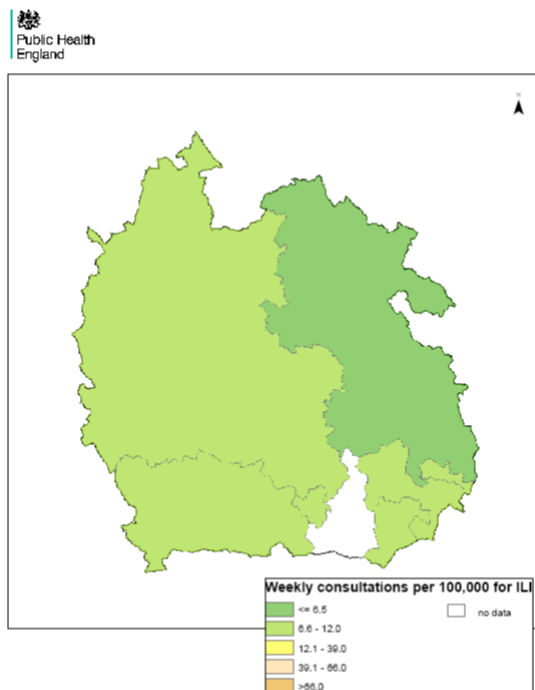 Public Health
England
Weekly consultations per 100,000 for ILI
<= 6.5
no data
6.6 - 12.0
12.1 - 39.0
39.1 - 66.0
>66.0